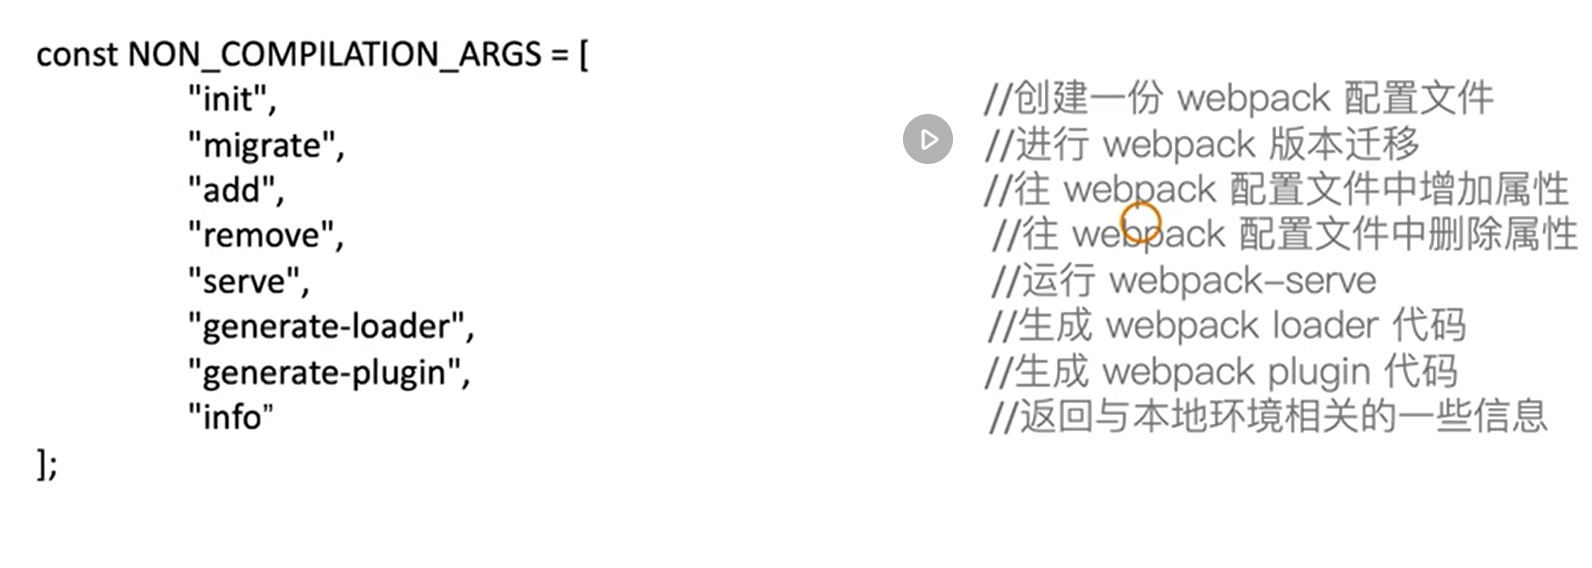 const NON_COMPILATION_ARGS = [
"init", //创建一份 webpack 配置文件
"migrate", //进行 webpack 版本迁移
"add", //往 webpack 配置文件中增加属性
"remove", //往 webpack 配置文件中删除属性
"serve", //运行 webpack–serve
"generate-loader", //生成 webpack loader 代码
"generate-plugin", //生成 webpack plugin 代码
"info” //返回与本地环境相关的一些信息
];